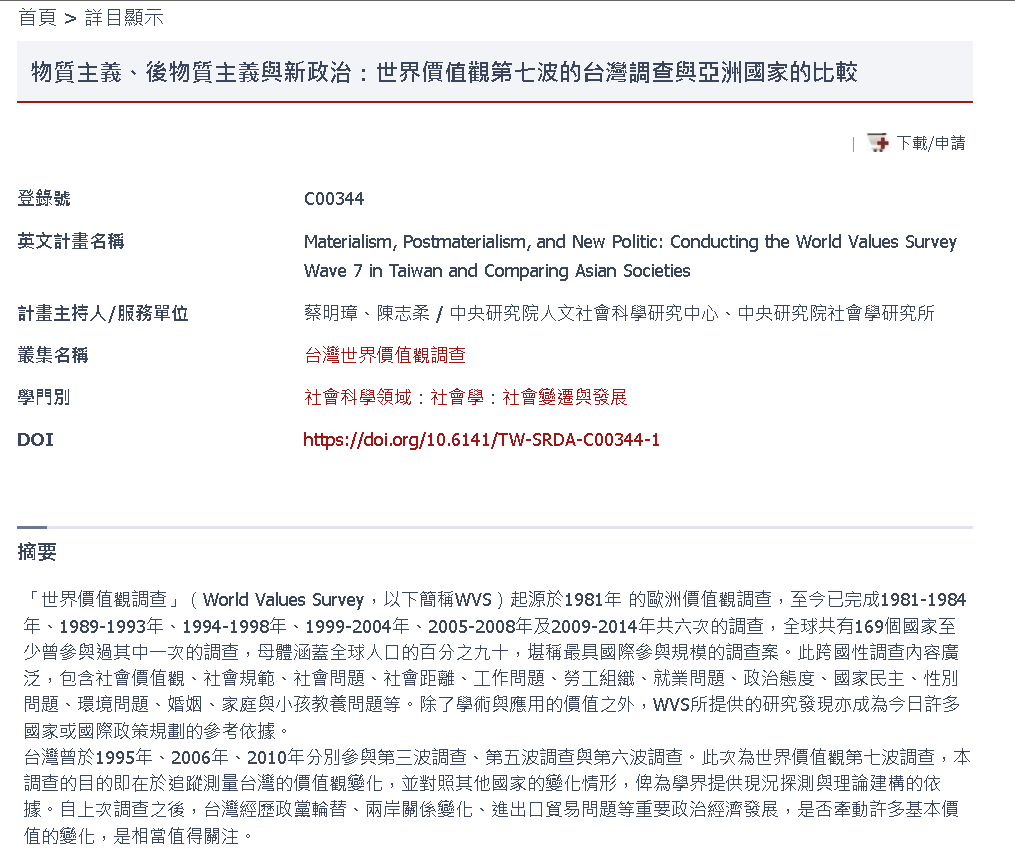 首頁 > 詳目顯示
物質主義、後物質主義與新政治：世界價值觀第七波的台灣調查與亞洲國家的比較
| 下載/申請
登錄號 C00344
英文計畫名稱 Materialism, Postmaterialism, and New Politic: Conducting the World Values Survey
Wave 7 in Taiwan and Comparing Asian Societies
計畫主持人/服務單位 蔡明璋、陳志柔 / 中央研究院人文社會科學研究中心、中央研究院社會學研究所
叢集名稱 台灣世界價值觀調查
學門別 社會科學領域：社會學：社會變遷與發展
DOI https://doi.org/10.6141/TW-SRDA-C00344-1
摘要
「世界價值觀調查」（World Values Survey，以下簡稱WVS）起源於1981年 的歐洲價值觀調查，至今已完成1981-1984
年、1989-1993年、1994-1998年、1999-2004年、2005-2008年及2009-2014年共六次的調查，全球共有169個國家至
少曾參與過其中一次的調查，母體涵蓋全球人口的百分之九十，堪稱最具國際參與規模的調查案。此跨國性調查內容廣
泛，包含社會價值觀、社會規範、社會問題、社會距離、工作問題、勞工組織、就業問題、政治態度、國家民主、性別
問題、環境問題、婚姻、家庭與小孩教養問題等。除了學術與應用的價值之外，WVS所提供的研究發現亦成為今日許多
國家或國際政策規劃的參考依據。
台灣曾於1995年、2006年、2010年分別參與第三波調查、第五波調查與第六波調查。此次為世界價值觀第七波調查，本
調查的目的即在於追蹤測量台灣的價值觀變化，並對照其他國家的變化情形，俾為學界提供現況探測與理論建構的依
據。自上次調查之後，台灣經歷政黨輪替、兩岸關係變化、進出口貿易問題等重要政治經濟發展，是否牽動許多基本價
值的變化，是相當值得關注。